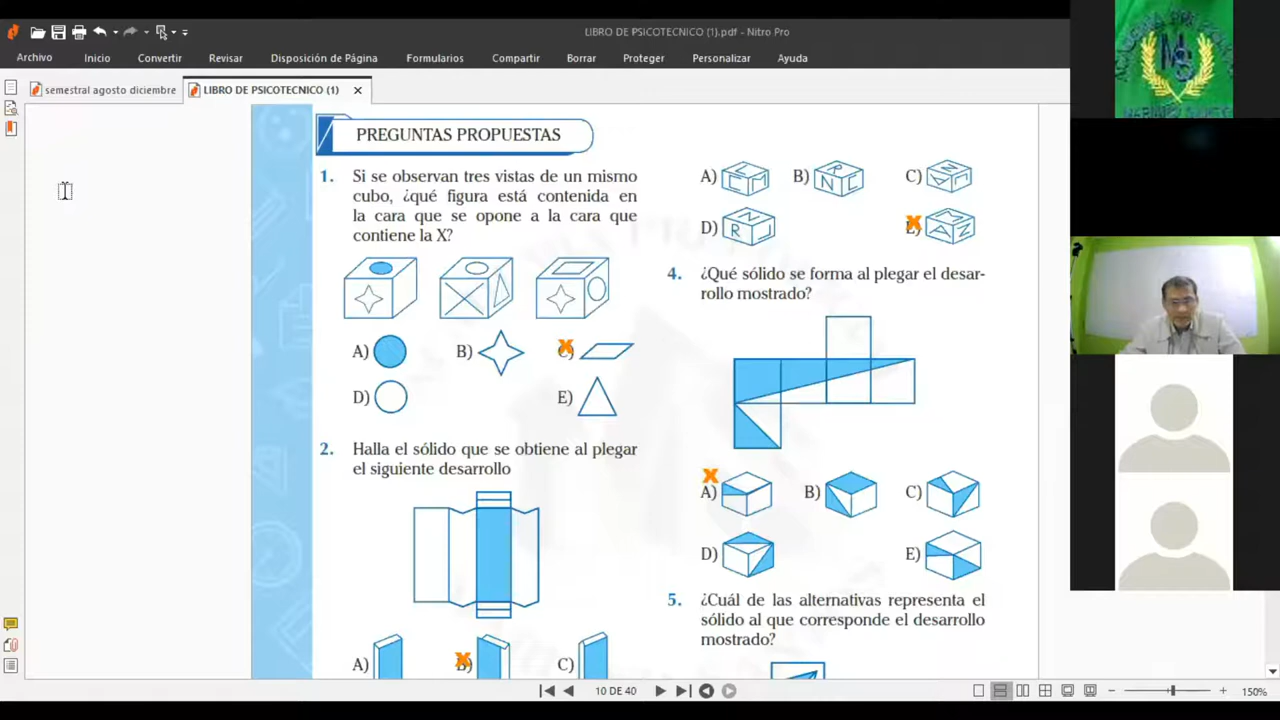 LIBRO DE PSICOTECNICO (1).pdf - Nitro Pro
Archivo Inicio Convertir Revisar Disposición de Página Formularios Compartir Borrar Proteger Personalizar Ayuda
semestral agosto diciembre LIBRO DE PSICOTECNICO (1)
PREGUNTAS PROPUESTAS
1. Si se observan tres vistas de un mismo
cubo, ¿qué figura está contenida en
la cara que se opone a la cara que
contiene la X?
A) B) C)
D) E)
2. Halla el sólido que se obtiene al plegar
el siguiente desarrollo
A) B) C)
A) B) C)
D) E)
4. ¿Qué sólido se forma al plegar el desar-
rollo mostrado?
A) B) C)
D) E)
5. ¿Cuál de las alternativas representa el
sólido al que corresponde el desarrollo
mostrado?
10 DE 40
150%